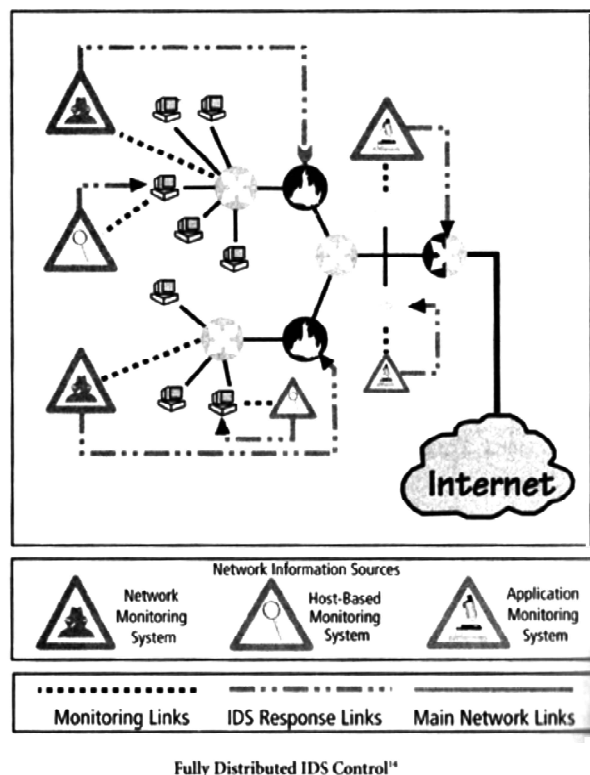 Internet
Network Information Sources
Network
Monitoring
System
Host-Based
Monitoring
System
Application
Monitoring
System
Monitoring Links
IDS Response Links
Main Network Links
Fully Distributed IDS Control¹⁴